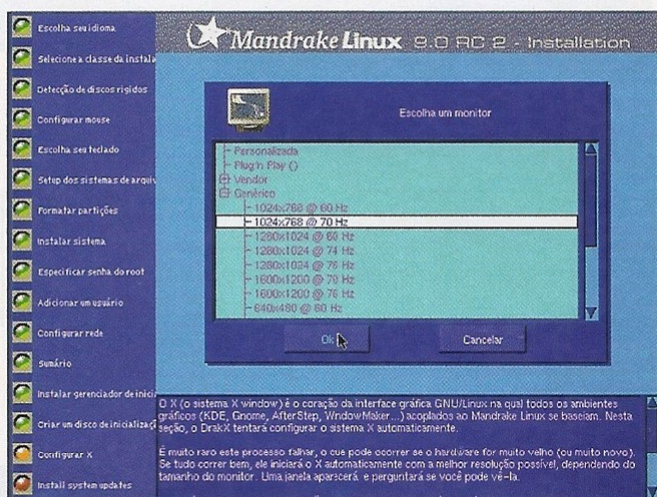 Escolha seu idioma
Selecione a classe da instala
Detecção de discos rígidos
Configurar mouse
Escolha seu teclado
Setup dos sistemas de arquiv
Formatar partições
Instalar sistema
Especificar senha do root
Adicionar um usuário
Configurar rede
Sumário
Instalar gerenciador de inici
Criar um disco de inicializaçã
Configurar X
Install system updates
Mandrake Linux 9.0 RC 2 - Installation
Escolha um monitor
Personalizada
Plug'n Play ()
Vendor
Genérico
1024x768 @ 60 Hz
1024x768 @ 70 Hz
1280x1024 @ 60 Hz
1280x1024 @ 74 Hz
1280x1024 @ 76 Hz
1600x1200 @ 70 Hz
1600x1200 @ 76 Hz
640x480 @ 60 Hz
Ok
Cancelar
O X (o sistema X window) é o coração da interface gráfica GNU/Linux na qual todos os ambientes
gráficos (KDE, Gnome, AfterStep, WindowMaker...) acoplados ao Mandrake Linux se baseiam. Nesta
seção, o DrakX tentará configurar o sistema X automaticamente.
É muito raro este processo falhar, o que pode ocorrer se o hardware for muito velho (ou muito novo).
Se tudo correr bem, ele iniciará o X automaticamente com a melhor resolução possível, dependendo do
tamanho do monitor. Uma janela aparecerá e perguntará se você pode vê-la.